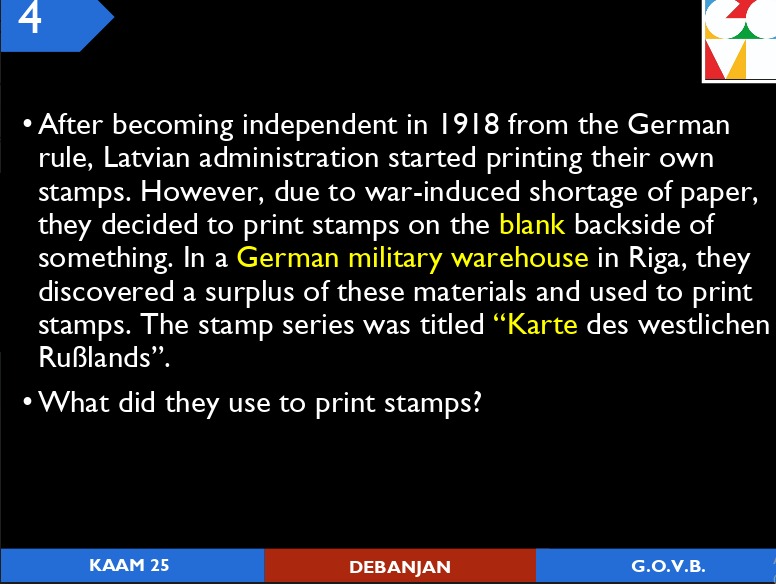 4
• After becoming independent in 1918 from the German
rule, Latvian administration started printing their own
stamps. However, due to war-induced shortage of paper,
they decided to print stamps on the blank backside of
something. In a German military warehouse in Riga, they
discovered a surplus of these materials and used to print
stamps. The stamp series was titled “Karte des westlichen
Rußlands”.
• What did they use to print stamps?
KAAM 25
DEBANJAN
G.O.V.B.